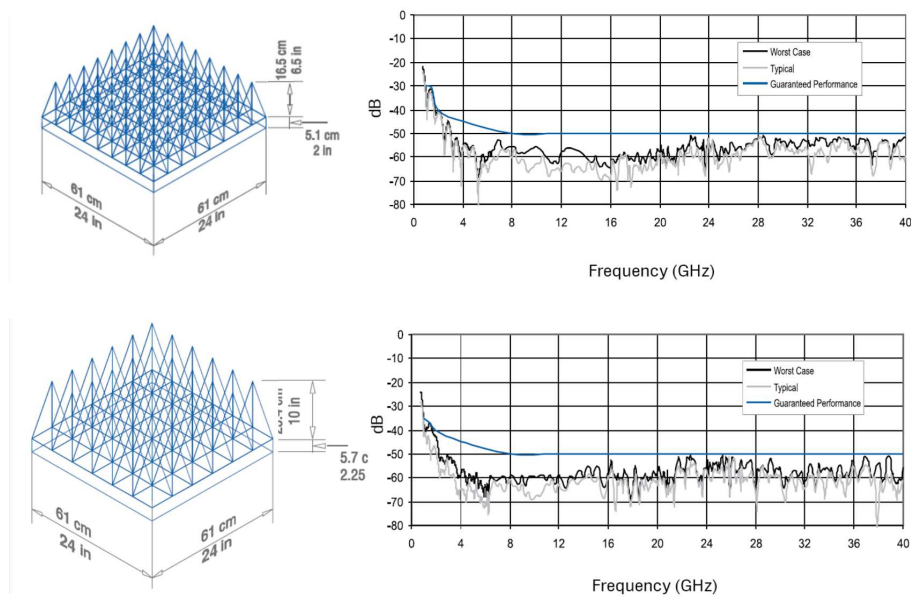 16.5 cm
6.5 in
5.1 cm
2 in
61 cm
24 in
61 cm
24 in
0
-10
-20
-30
-40
-50
-60
-70
-80
dB
0
4
8
12
16
20
24
28
32
36
40
Worst Case
Typical
Guaranteed Performance
Frequency (GHz)
10 in
5.7 c
2.25
61 cm
24 in
61 cm
24 in
0
-10
-20
-30
-40
-50
-60
-70
-80
dB
0
4
8
12
16
20
24
28
32
36
40
Worst Case
Typical
Guaranteed Performance
Frequency (GHz)